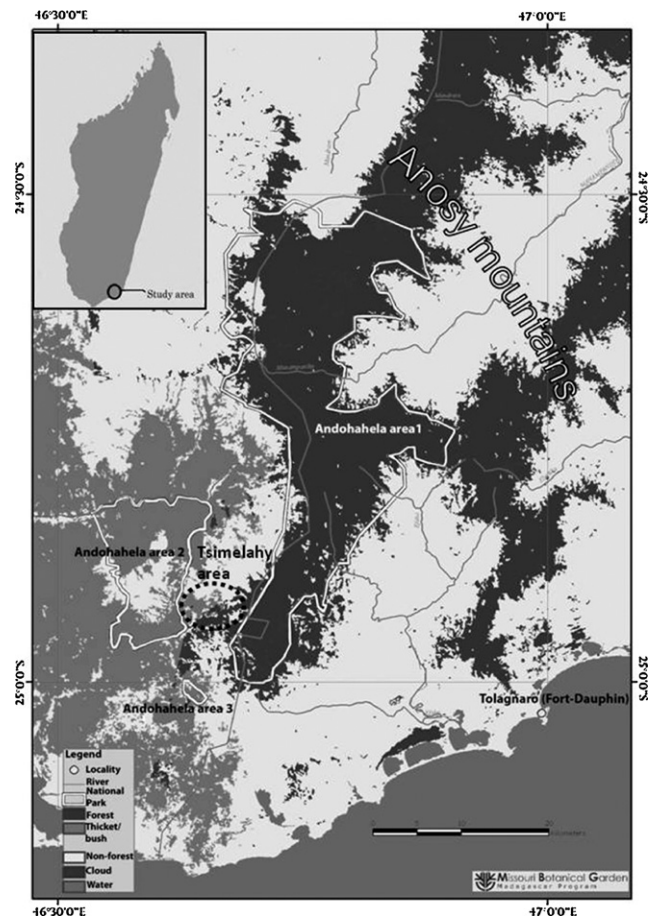 46°30'0"E
47°0'0"E
24°30'0"S
24°30'0"S
Anosy mountains
Study area
Andohahela area1
Andohahela area 2
Tsimelahy
area
25°0'0"S
25°0'0"S
Tolagnaro (Fort-Dauphin)
Andohahela area 3
Legend
Locality
River
National
Park
Forest
Thicket/
bush
Non-forest
Cloud
Water
0
10
20
Kilometers
Missouri Botanical Garden
Madagascar Program
46°30'0"E
47°0'0"E